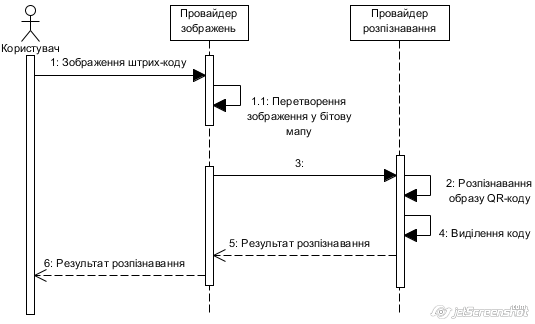 Провайдер
зображень
Провайдер
розпізнавання
Користувач
1: Зображення штрих-коду
1.1: Перетворення
зображення у бітову
мапу
3:
2: Розпізнавання
образу QR-коду
4: Виділення коду
5: Результат розпізнавання
6: Результат розпізнавання
jetScreenshot